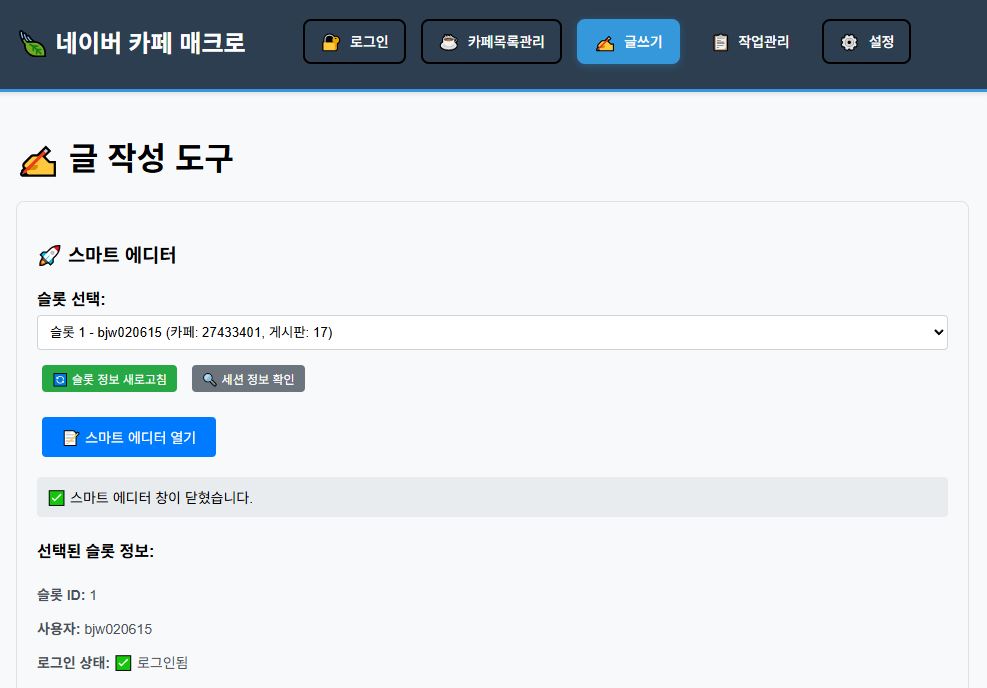 네이버 카페 매크로
로그인
카페목록관리
글쓰기
작업관리
설정
글 작성 도구
스마트 에디터
슬롯 선택:
슬롯 1 - bjw020615 (카페: 27433401, 게시판: 17)
슬롯 정보 새로고침
세션 정보 확인
스마트 에디터 열기
스마트 에디터 창이 닫혔습니다.
선택된 슬롯 정보:
슬롯 ID: 1
사용자: bjw020615
로그인 상태: ✅ 로그인됨